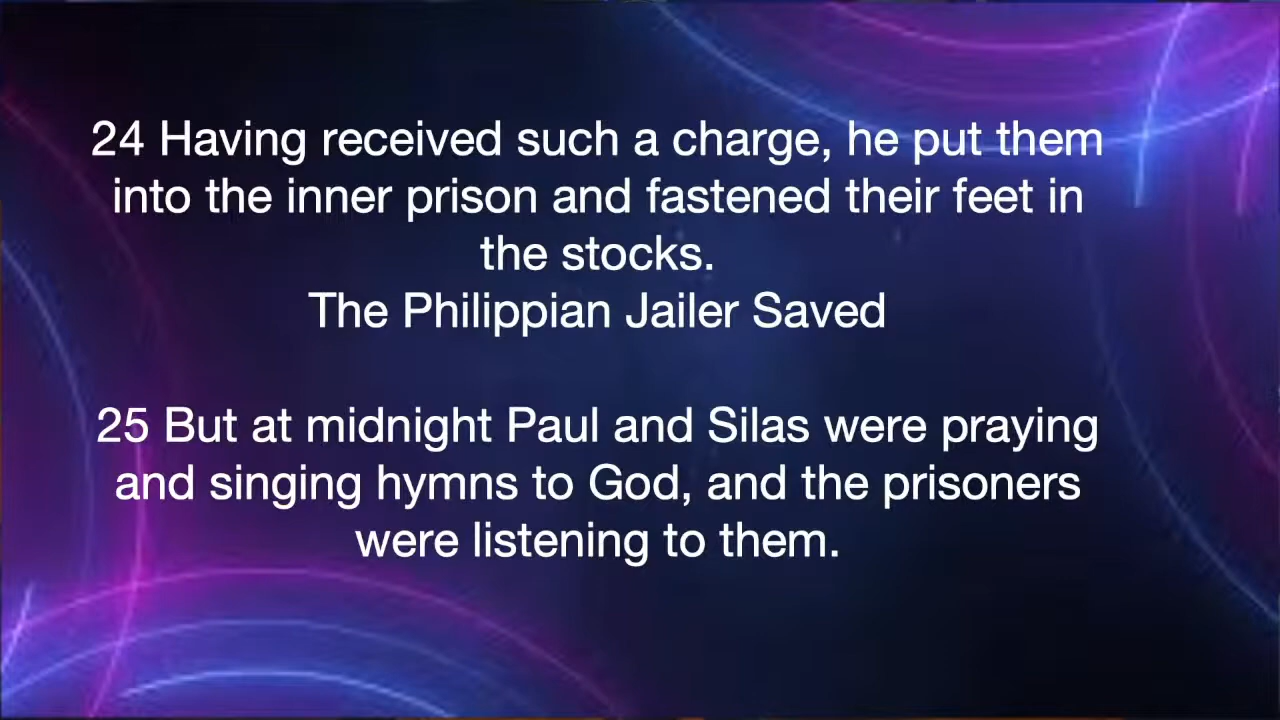 24 Having received such a charge, he put them
into the inner prison and fastened their feet in
the stocks.
The Philippian Jailer Saved
25 But at midnight Paul and Silas were praying
and singing hymns to God, and the prisoners
were listening to them.